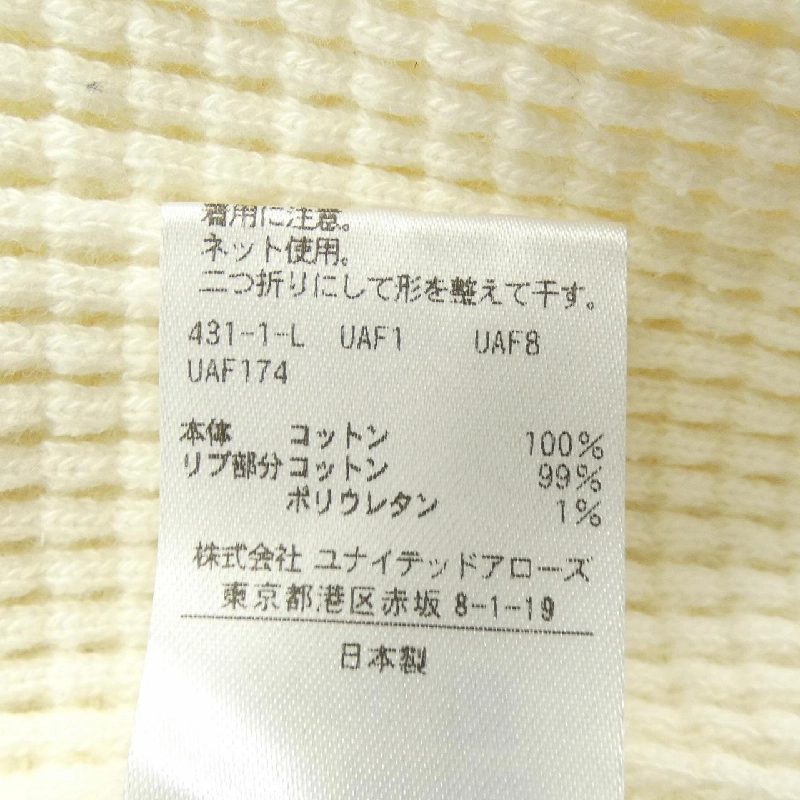 着用に注意。
ネット使用。
二つ折りにして形を整えて干す。
431-1-L UAF1 UAF8
UAF174
本体 コットン 100%
リブ部分 コットン 99%
ポリウレタン 1%
株式会社 ユナイテッドアローズ
東京都港区赤坂 8-1-19
日本製